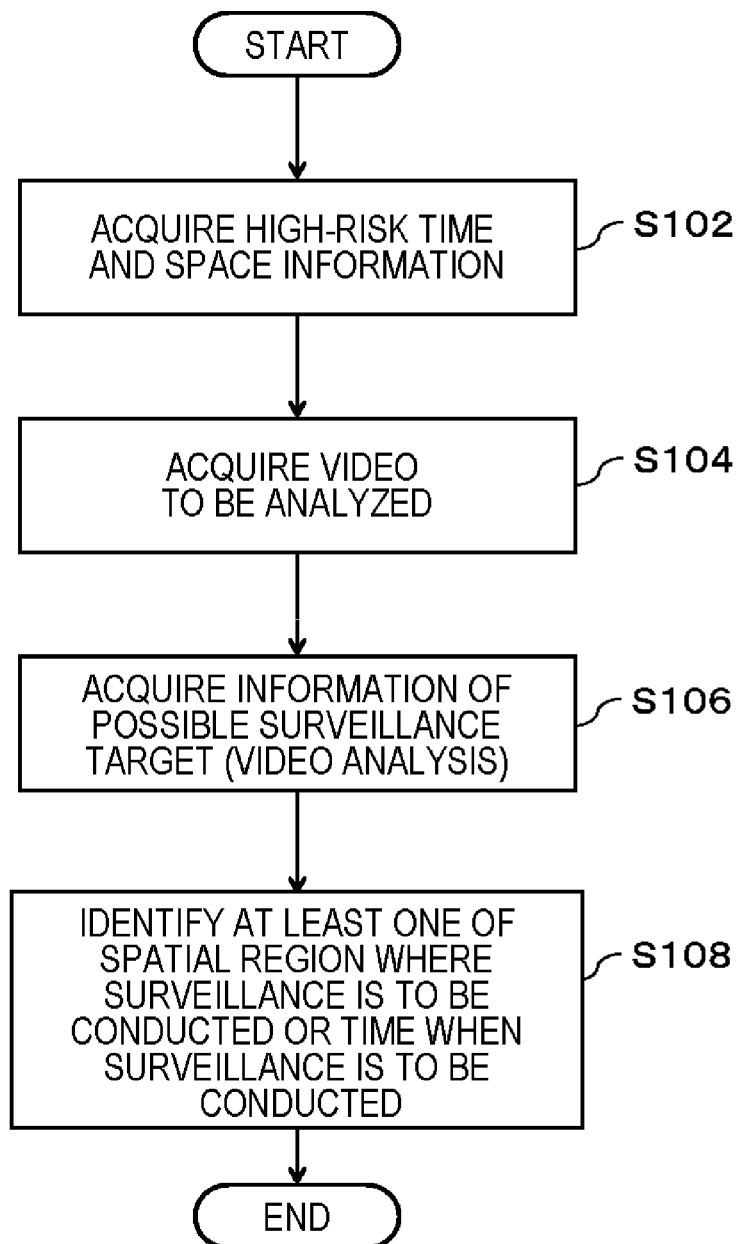 START
ACQUIRE HIGH-RISK TIME
AND SPACE INFORMATION
S102
ACQUIRE VIDEO
TO BE ANALYZED
S104
ACQUIRE INFORMATION OF
POSSIBLE SURVEILLANCE
TARGET (VIDEO ANALYSIS)
S106
IDENTIFY AT LEAST ONE OF
SPATIAL REGION WHERE
SURVEILLANCE IS TO BE
CONDUCTED OR TIME WHEN
SURVEILLANCE IS TO BE
CONDUCTED
S108
END